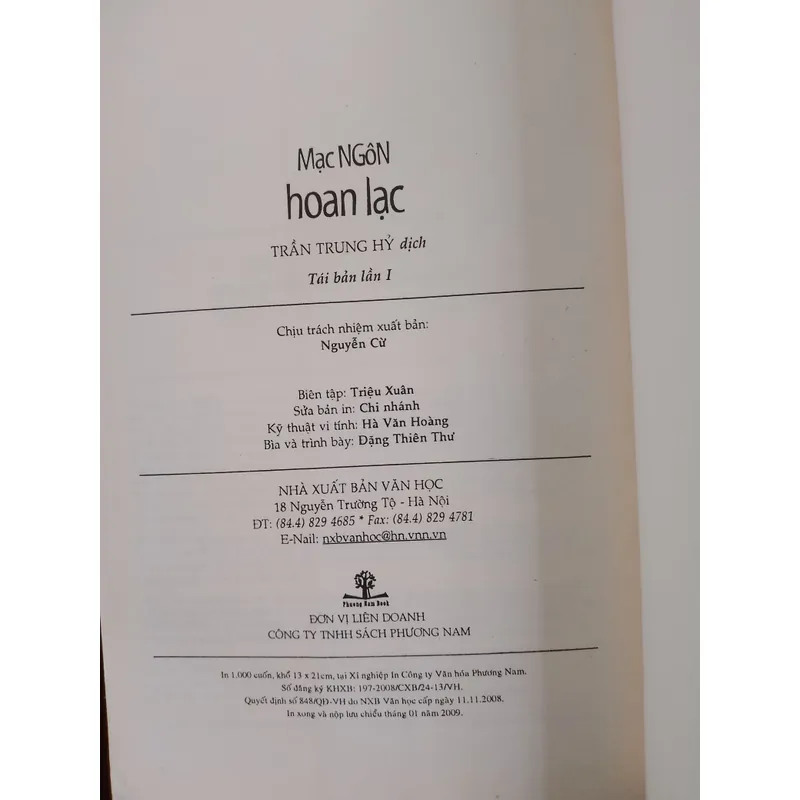 Mạc NGôN
hoan lạc
TRẦN TRUNG HỶ dịch
Tái bản lần I
Chịu trách nhiệm xuất bản:
Nguyễn Cừ
Biên tập: Triệu Xuân
Sửa bản in: Chi nhánh
Kỹ thuật vi tính: Hà Văn Hoàng
Bìa và trình bày: Đặng Thiên Thư
NHÀ XUẤT BẢN VĂN HỌC
18 Nguyễn Trường Tộ - Hà Nội
ĐT: (84.4) 829 4685 * Fax: (84.4) 829 4781
E-Nail: nxbvanhoc@hn.vnn.vn
Phương Nam Book
ĐƠN VỊ LIÊN DOANH
CÔNG TY TNHH SÁCH PHƯƠNG NAM
In 1.000 cuốn, khổ 13 x 21cm, tại Xí nghiệp In Công ty Văn hóa Phương Nam.
Số đăng ký KHXB: 197-2008/CXB/24-13/VH.
Quyết định số 848/QĐ-VH do NXB Văn học cấp ngày 11.11.2008.
In xong và nộp lưu chiểu tháng 01 năm 2009.